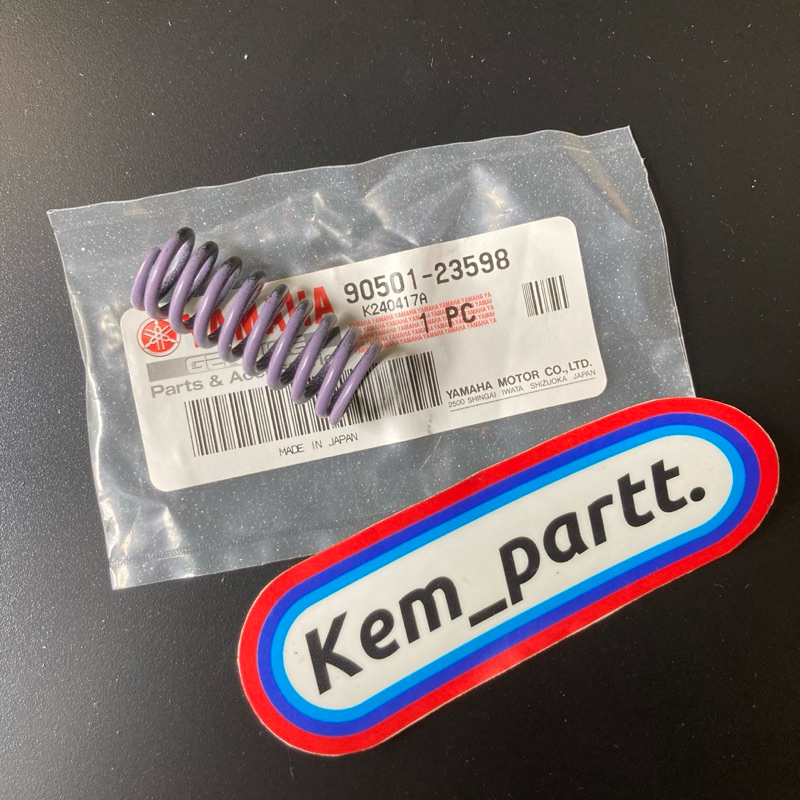 90501-23598
K240417A
YAMAHA
1 PC
Parts & Acc
YAMAHA MOTOR CO.,LTD.
2500 SHINGAI IWATA SHIZUOKA JAPAN
MADE IN JAPAN
Kem_partt.